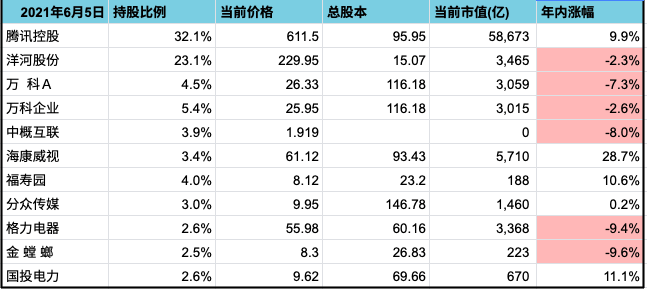 2021年6月5日 持股比例 当前价格 总股本 当前市值(亿) 年内涨幅
腾讯控股 32.1% 611.5 95.95 58,673 9.9%
洋河股份 23.1% 229.95 15.07 3,465 -2.3%
万 科A 4.5% 26.33 116.18 3,059 -7.3%
万科企业 5.4% 25.95 116.18 3,015 -2.6%
中概互联 3.9% 1.919 0 -8.0%
海康威视 3.4% 61.12 93.43 5,710 28.7%
福寿园 4.0% 8.12 23.2 188 10.6%
分众传媒 3.0% 9.95 146.78 1,460 0.2%
格力电器 2.6% 55.98 60.16 3,368 -9.4%
金 螳 螂 2.5% 8.3 26.83 223 -9.6%
国投电力 2.6% 9.62 69.66 670 11.1%